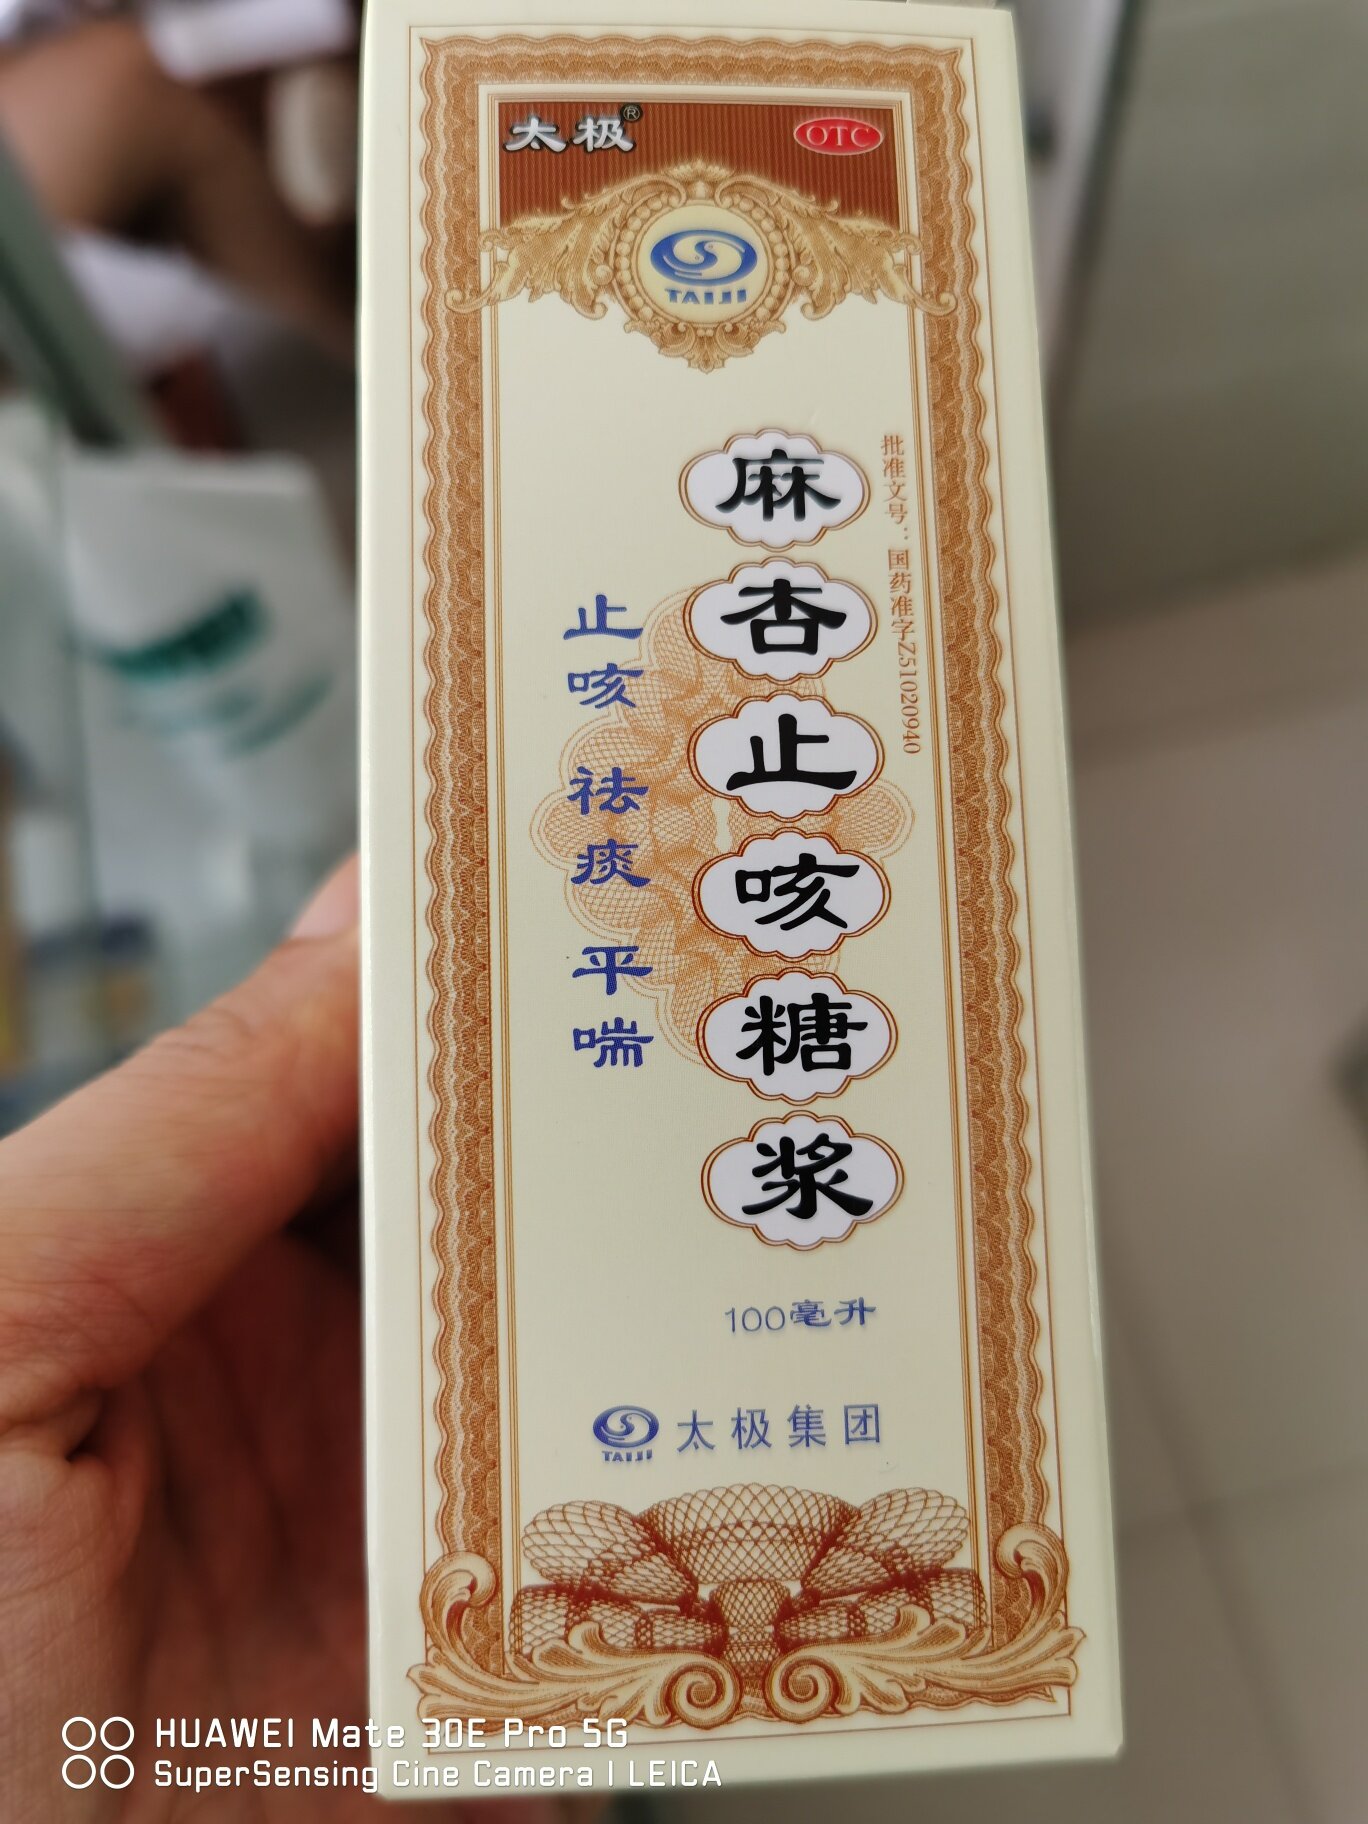 太极®
OTC
TAIJI
批准文号：国药准字Z51020940
麻杏止咳糖浆
止咳 祛痰 平喘
100毫升
TAIJI 太极集团
HUAWEI Mate 30E Pro 5G
SuperSensing Cine Camera | LEICA